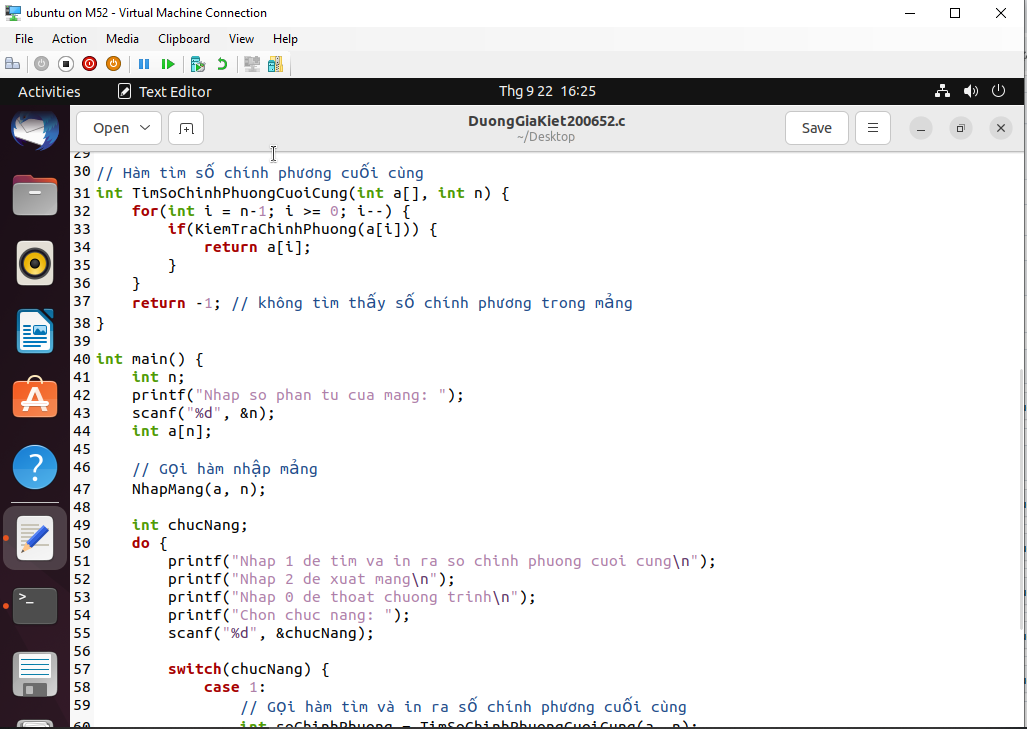 ubuntu on M52 - Virtual Machine Connection
File Action Media Clipboard View Help
Activities Text Editor Thg 9 22 16:25
Open DuongGiaKiet200652.c Save
~/Desktop
29
30 // Hàm tìm số chính phương cuối cùng
31 int TimSoChinhPhuongCuoiCung(int a[], int n) {
32     for(int i = n-1; i >= 0; i--) {
33         if(KiemTraChinhPhuong(a[i])) {
34             return a[i];
35         }
36     }
37     return -1; // không tìm thấy số chính phương trong mảng
38 }
39
40 int main() {
41     int n;
42     printf("Nhap so phan tu cua mang: ");
43     scanf("%d", &n);
44     int a[n];
45
46     // Gọi hàm nhập mảng
47     NhapMang(a, n);
48
49     int chucNang;
50     do {
51         printf("Nhap 1 de tim va in ra so chinh phuong cuoi cung\n");
52         printf("Nhap 2 de xuat mang\n");
53         printf("Nhap 0 de thoat chuong trinh\n");
54         printf("Chon chuc nang: ");
55         scanf("%d", &chucNang);
56
57         switch(chucNang) {
58             case 1:
59                 // Gọi hàm tìm và in ra số chính phương cuối cùng
60                 int soChinhPhuong = TimSoChinhPhuongCuoiCung(a, n);